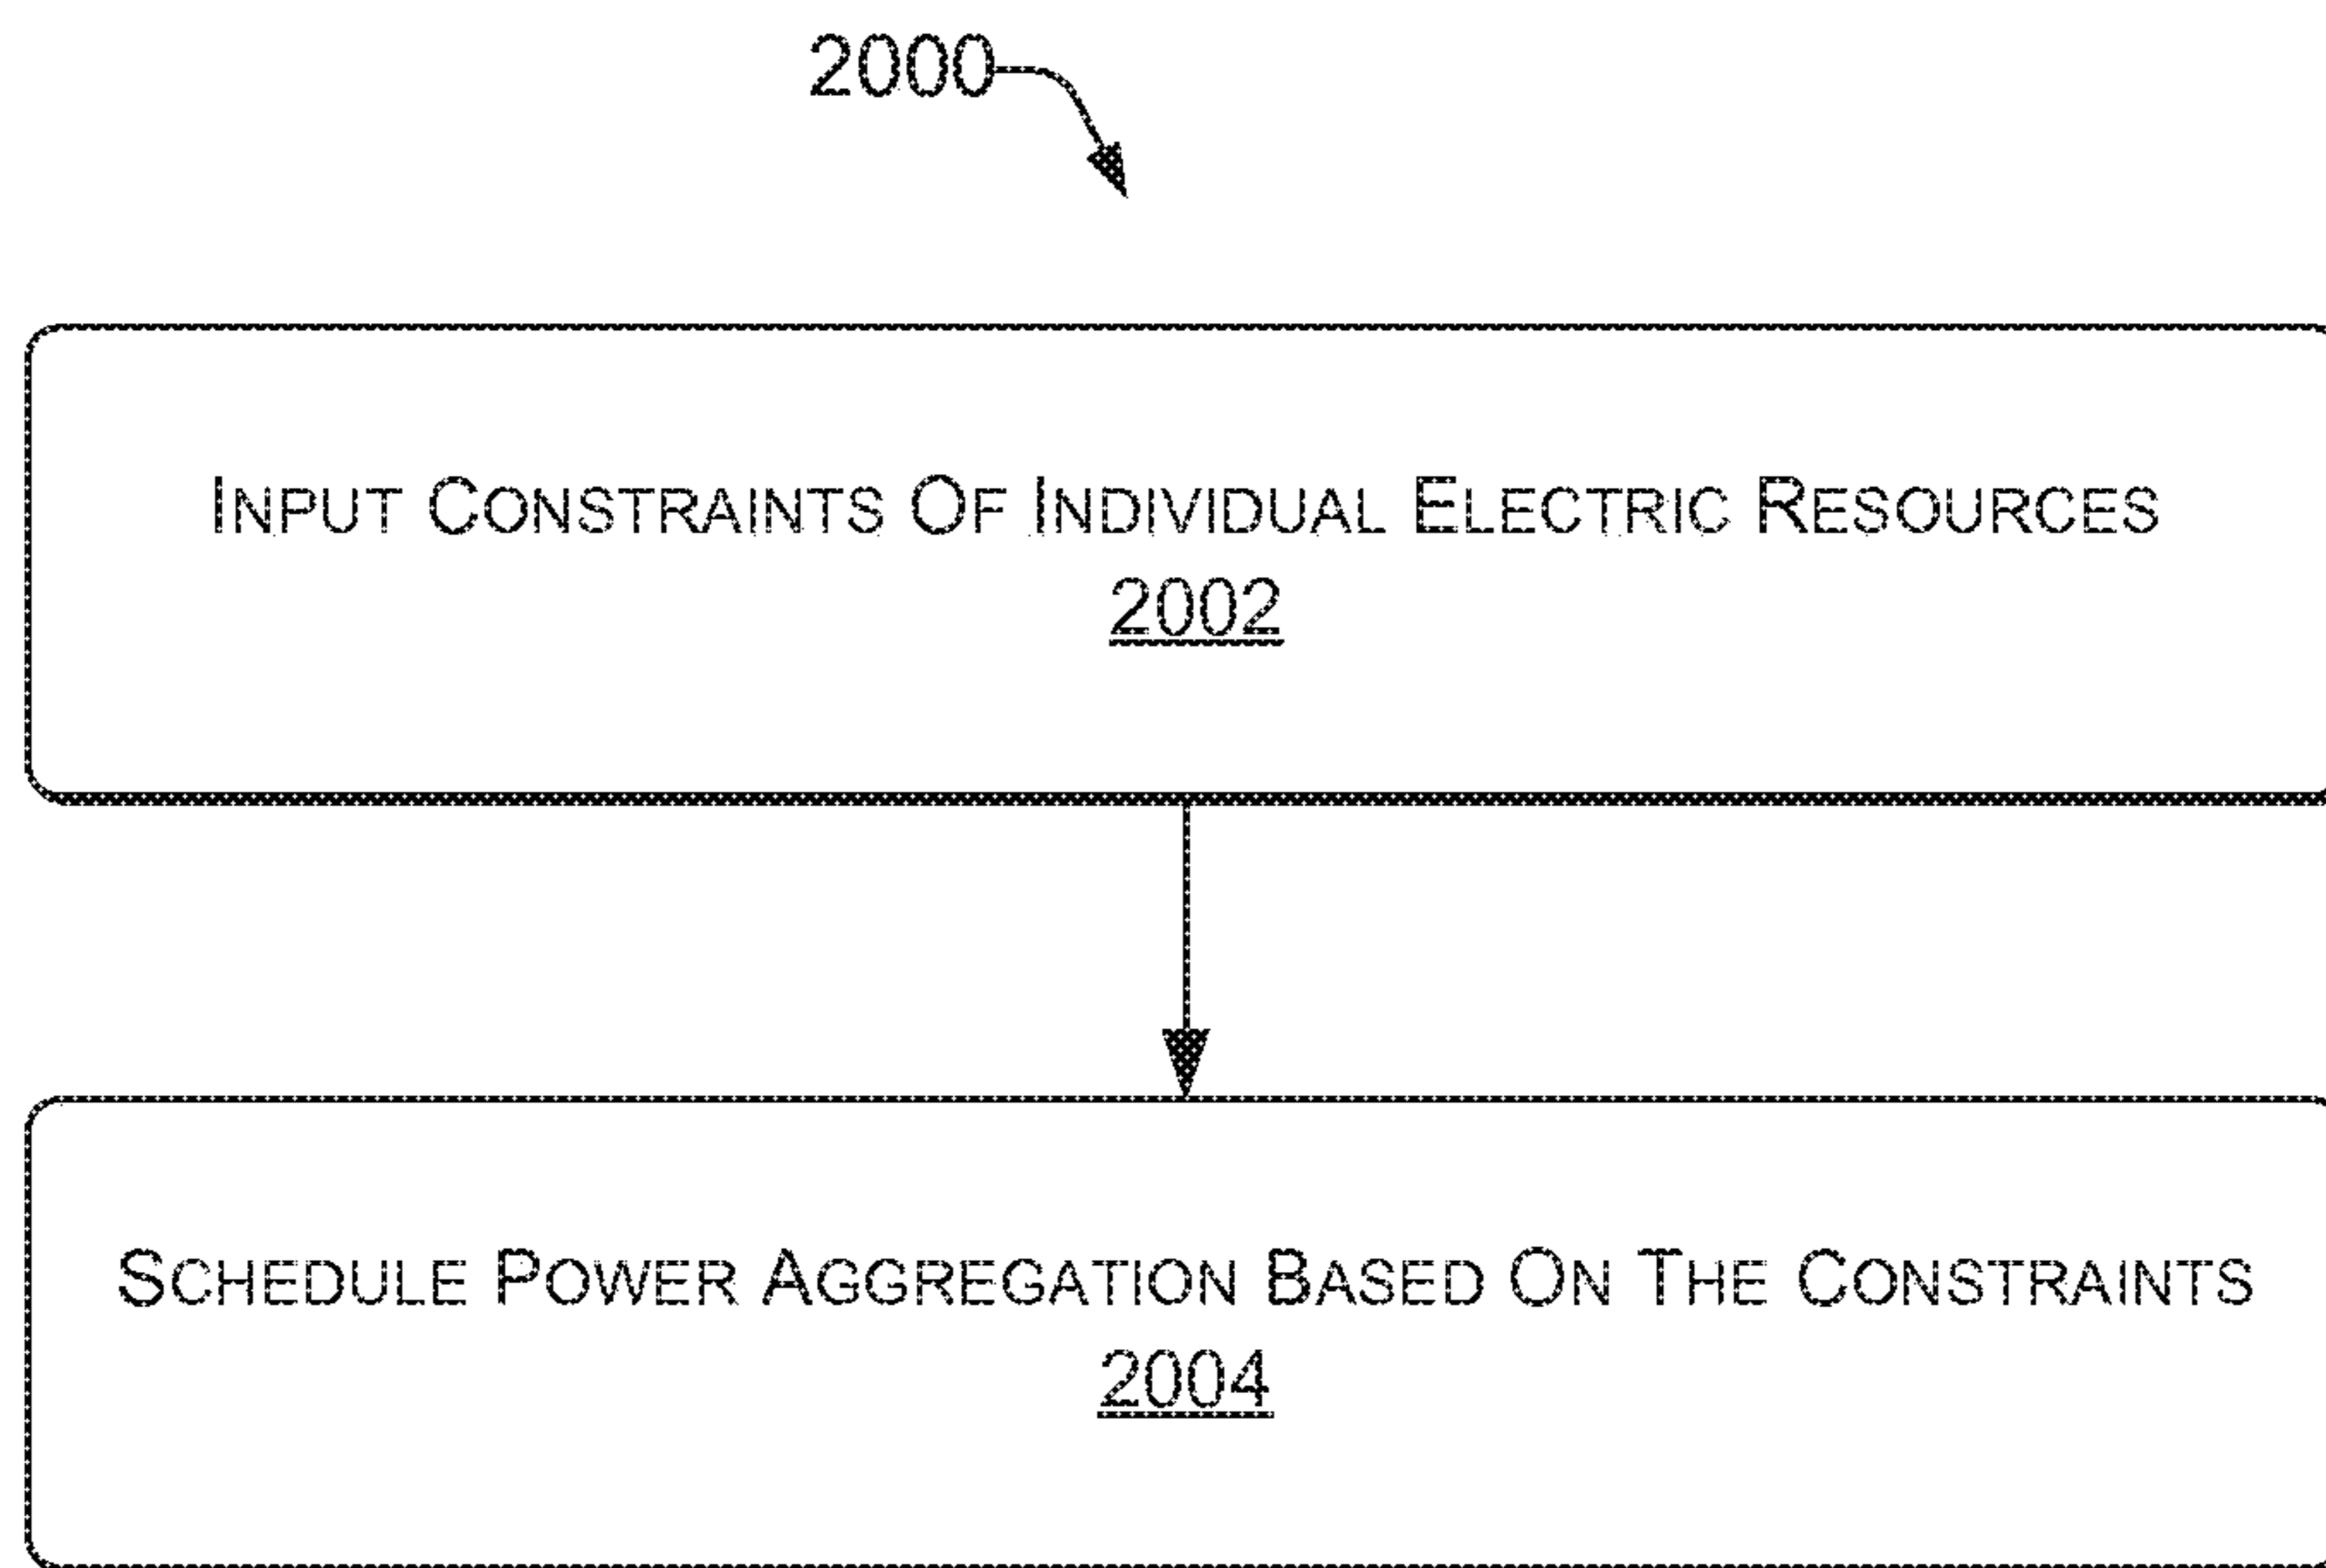 2000
INPUT CONSTRAINTS OF INDIVIDUAL ELECTRIC RESOURCES
2002
SCHEDULE POWER AGGREGATION BASED ON THE CONSTRAINTS
2004